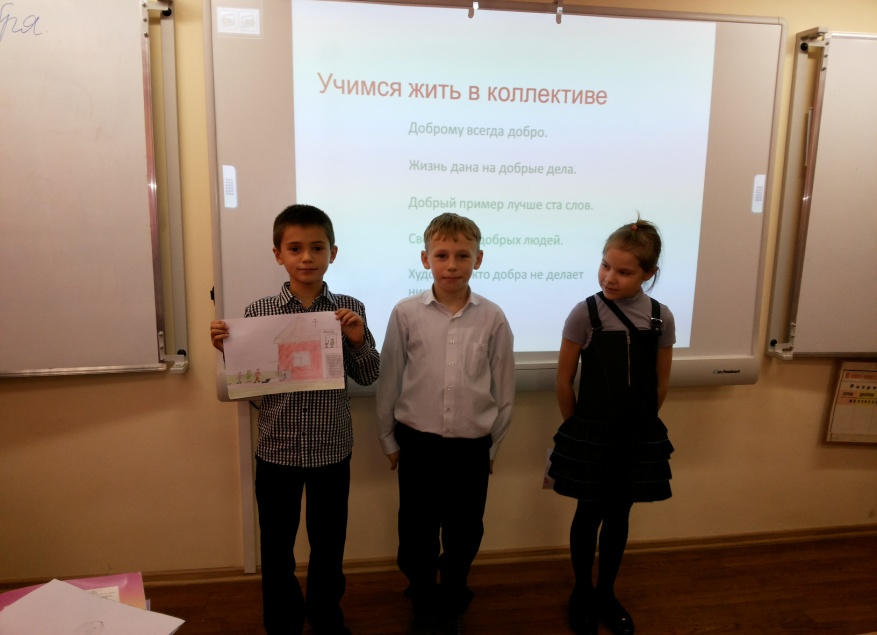 бря
Учимся жить в коллективе
Доброму всегда добро.
Жизнь дана на добрые дела.
Добрый пример лучше ста слов.
добрых людей.
кто добра не делает